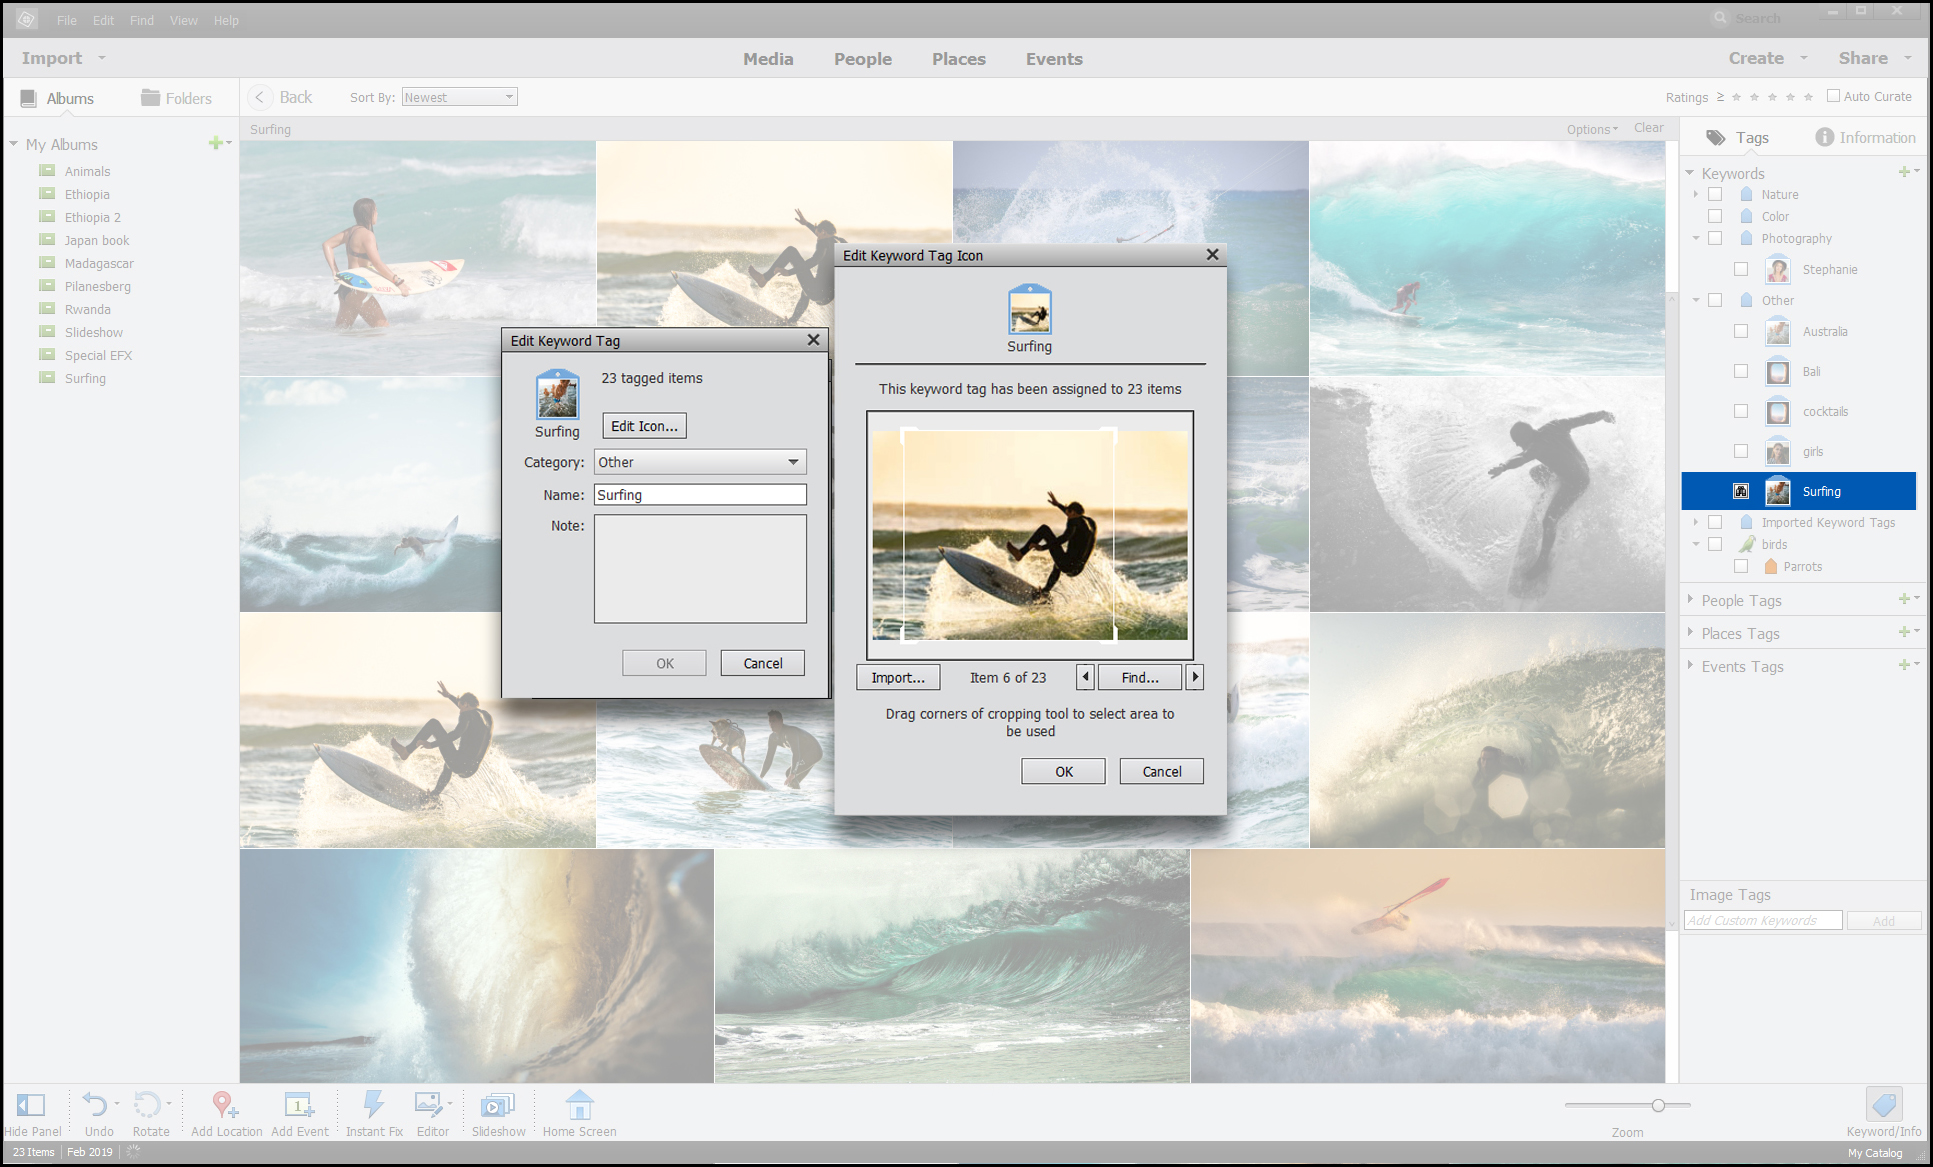 File Edit Find View Help
Search
Import
Media People Places Events
Create Share
Albums Folders
Back Sort By: Newest
Ratings ≥ Auto Curate
Surfing
Options Clear
My Albums
Animals
Ethiopia
Ethiopia 2
Japan book
Madagascar
Pilanesberg
Rwanda
Slideshow
Special EFX
Surfing
Edit Keyword Tag
23 tagged items
Surfing
Edit Icon...
Category: Other
Name: Surfing
Note:
OK Cancel
Edit Keyword Tag Icon
Surfing
This keyword tag has been assigned to 23 items
Import... Item 6 of 23 Find...
Drag corners of cropping tool to select area to
be used
OK Cancel
Tags Information
Keywords
Nature
Color
Photography
Stephanie
Other
Australia
Bali
cocktails
girls
Surfing
Imported Keyword Tags
birds
Parrots
People Tags
Places Tags
Events Tags
Image Tags
Add Custom Keywords Add
Hide Panel Undo Rotate Add Location 1 Add Event Instant Fix Editor Slideshow Home Screen
Zoom
Keyword/Info
23 Items Feb 2019
My Catalog